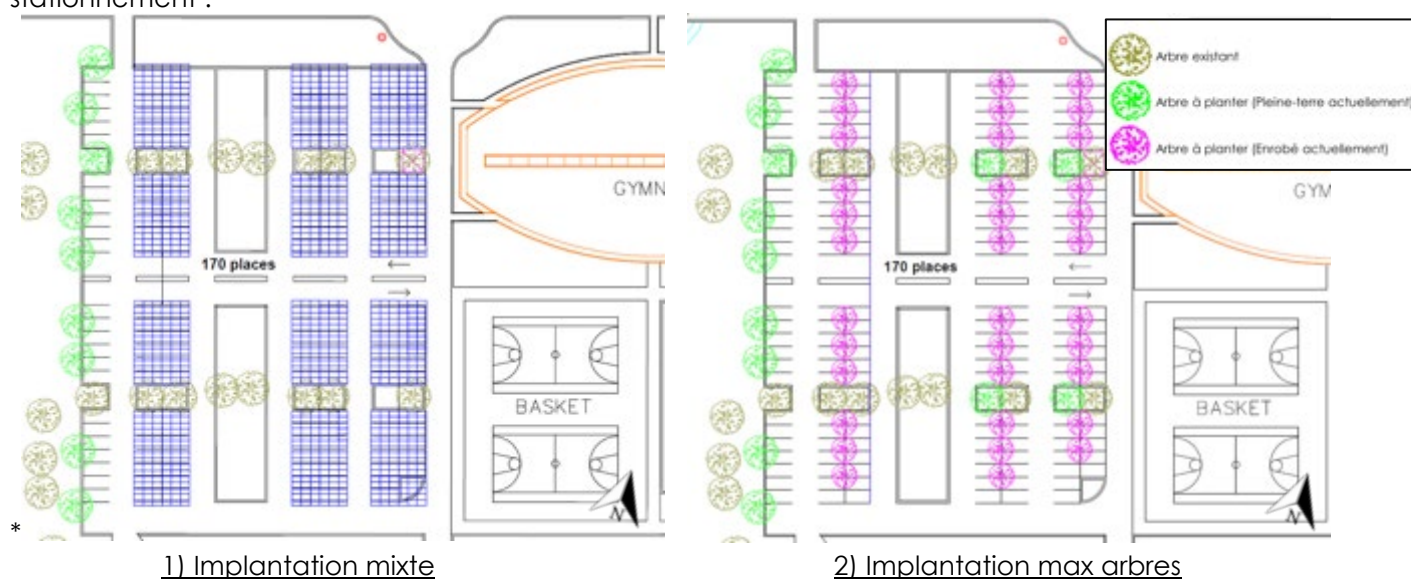 stationnement :
170 places
GYMN
BASKET
N
*
1) Implantation mixte
Arbre existant
Arbre à planter (Pleine-terre actuellement)
Arbre à planter (Enrobé actuellement)
170 places
GYM
BASKET
N
2) Implantation max arbres